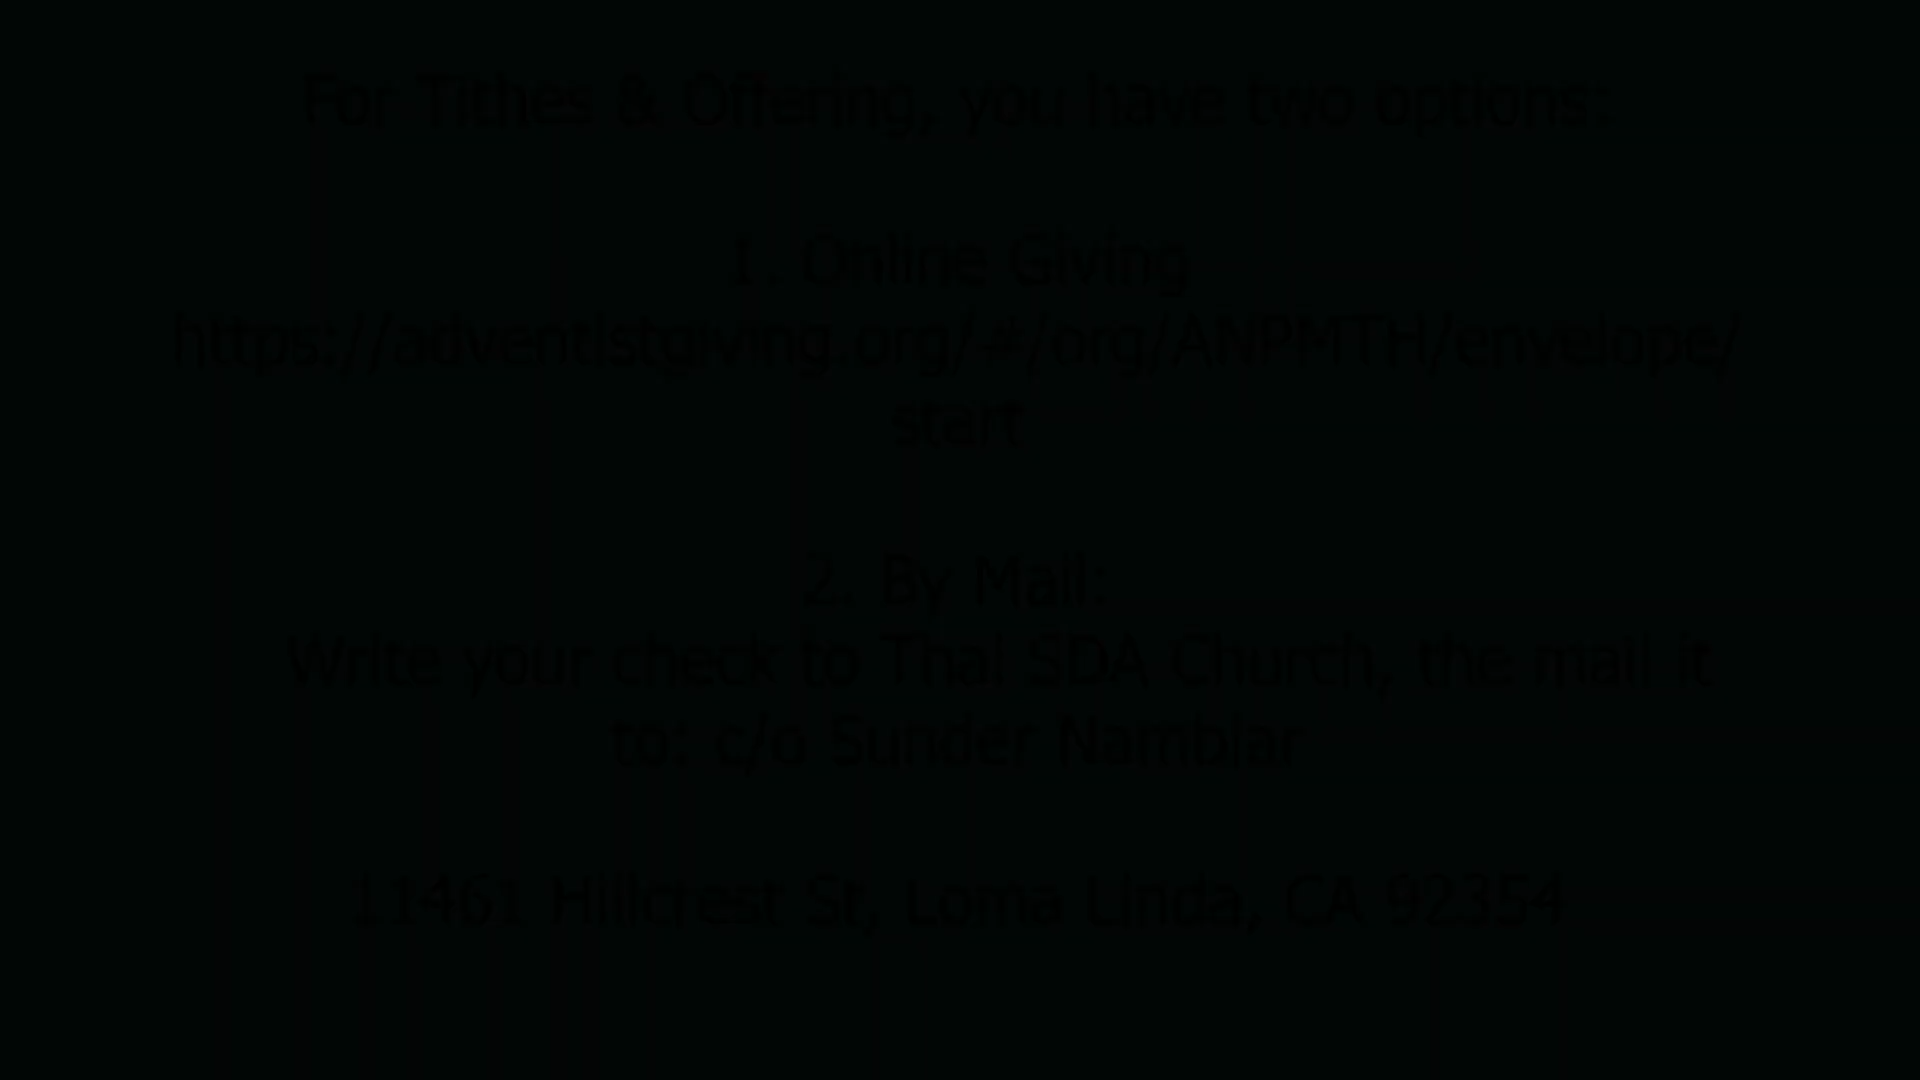 For Tithes & Offering, you have two options:
1. Online Giving
https://adventistgiving.org/#/org/ANPMTH/envelope/
start
2. By Mail:
Write your check to Thai SDA Church, the mail it
to: c/o Sunder Nambiar
11461 Hillcrest St, Loma Linda, CA 92354